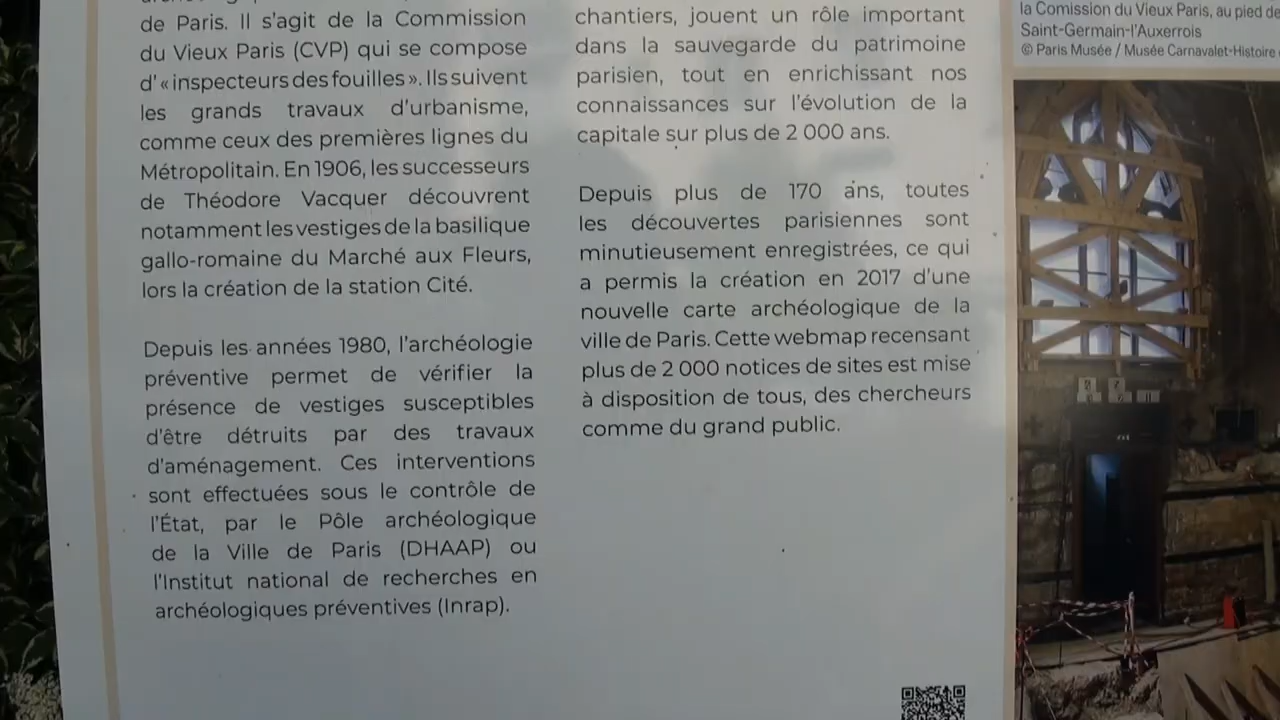 de Paris. Il s'agit de la Commission
du Vieux Paris (CVP) qui se compose
d' « inspecteurs des fouilles ». Ils suivent
les grands travaux d'urbanisme,
comme ceux des premières lignes du
Métropolitain. En 1906, les successeurs
de Théodore Vacquer découvrent
notamment les vestiges de la basilique
gallo-romaine du Marché aux Fleurs,
lors la création de la station Cité.
Depuis les années 1980, l'archéologie
préventive permet de vérifier la
présence de vestiges susceptibles
d'être détruits par des travaux
d'aménagement. Ces interventions
sont effectuées sous le contrôle de
l'État, par le Pôle archéologique
de la Ville de Paris (DHAAP) ou
l'Institut national de recherches en
archéologiques préventives (Inrap).
chantiers, jouent un rôle important
dans la sauvegarde du patrimoine
parisien, tout en enrichissant nos
connaissances sur l'évolution de la
capitale sur plus de 2 000 ans.
Depuis plus de 170 ans, toutes
les découvertes parisiennes sont
minutieusement enregistrées, ce qui
a permis la création en 2017 d'une
nouvelle carte archéologique de la
ville de Paris. Cette webmap recensant
plus de 2 000 notices de sites est mise
à disposition de tous, des chercheurs
comme du grand public.
la Comission du Vieux Paris, au pied de
Saint-Germain-l'Auxerrois
© Paris Musée / Musée Carnavalet-Histoire